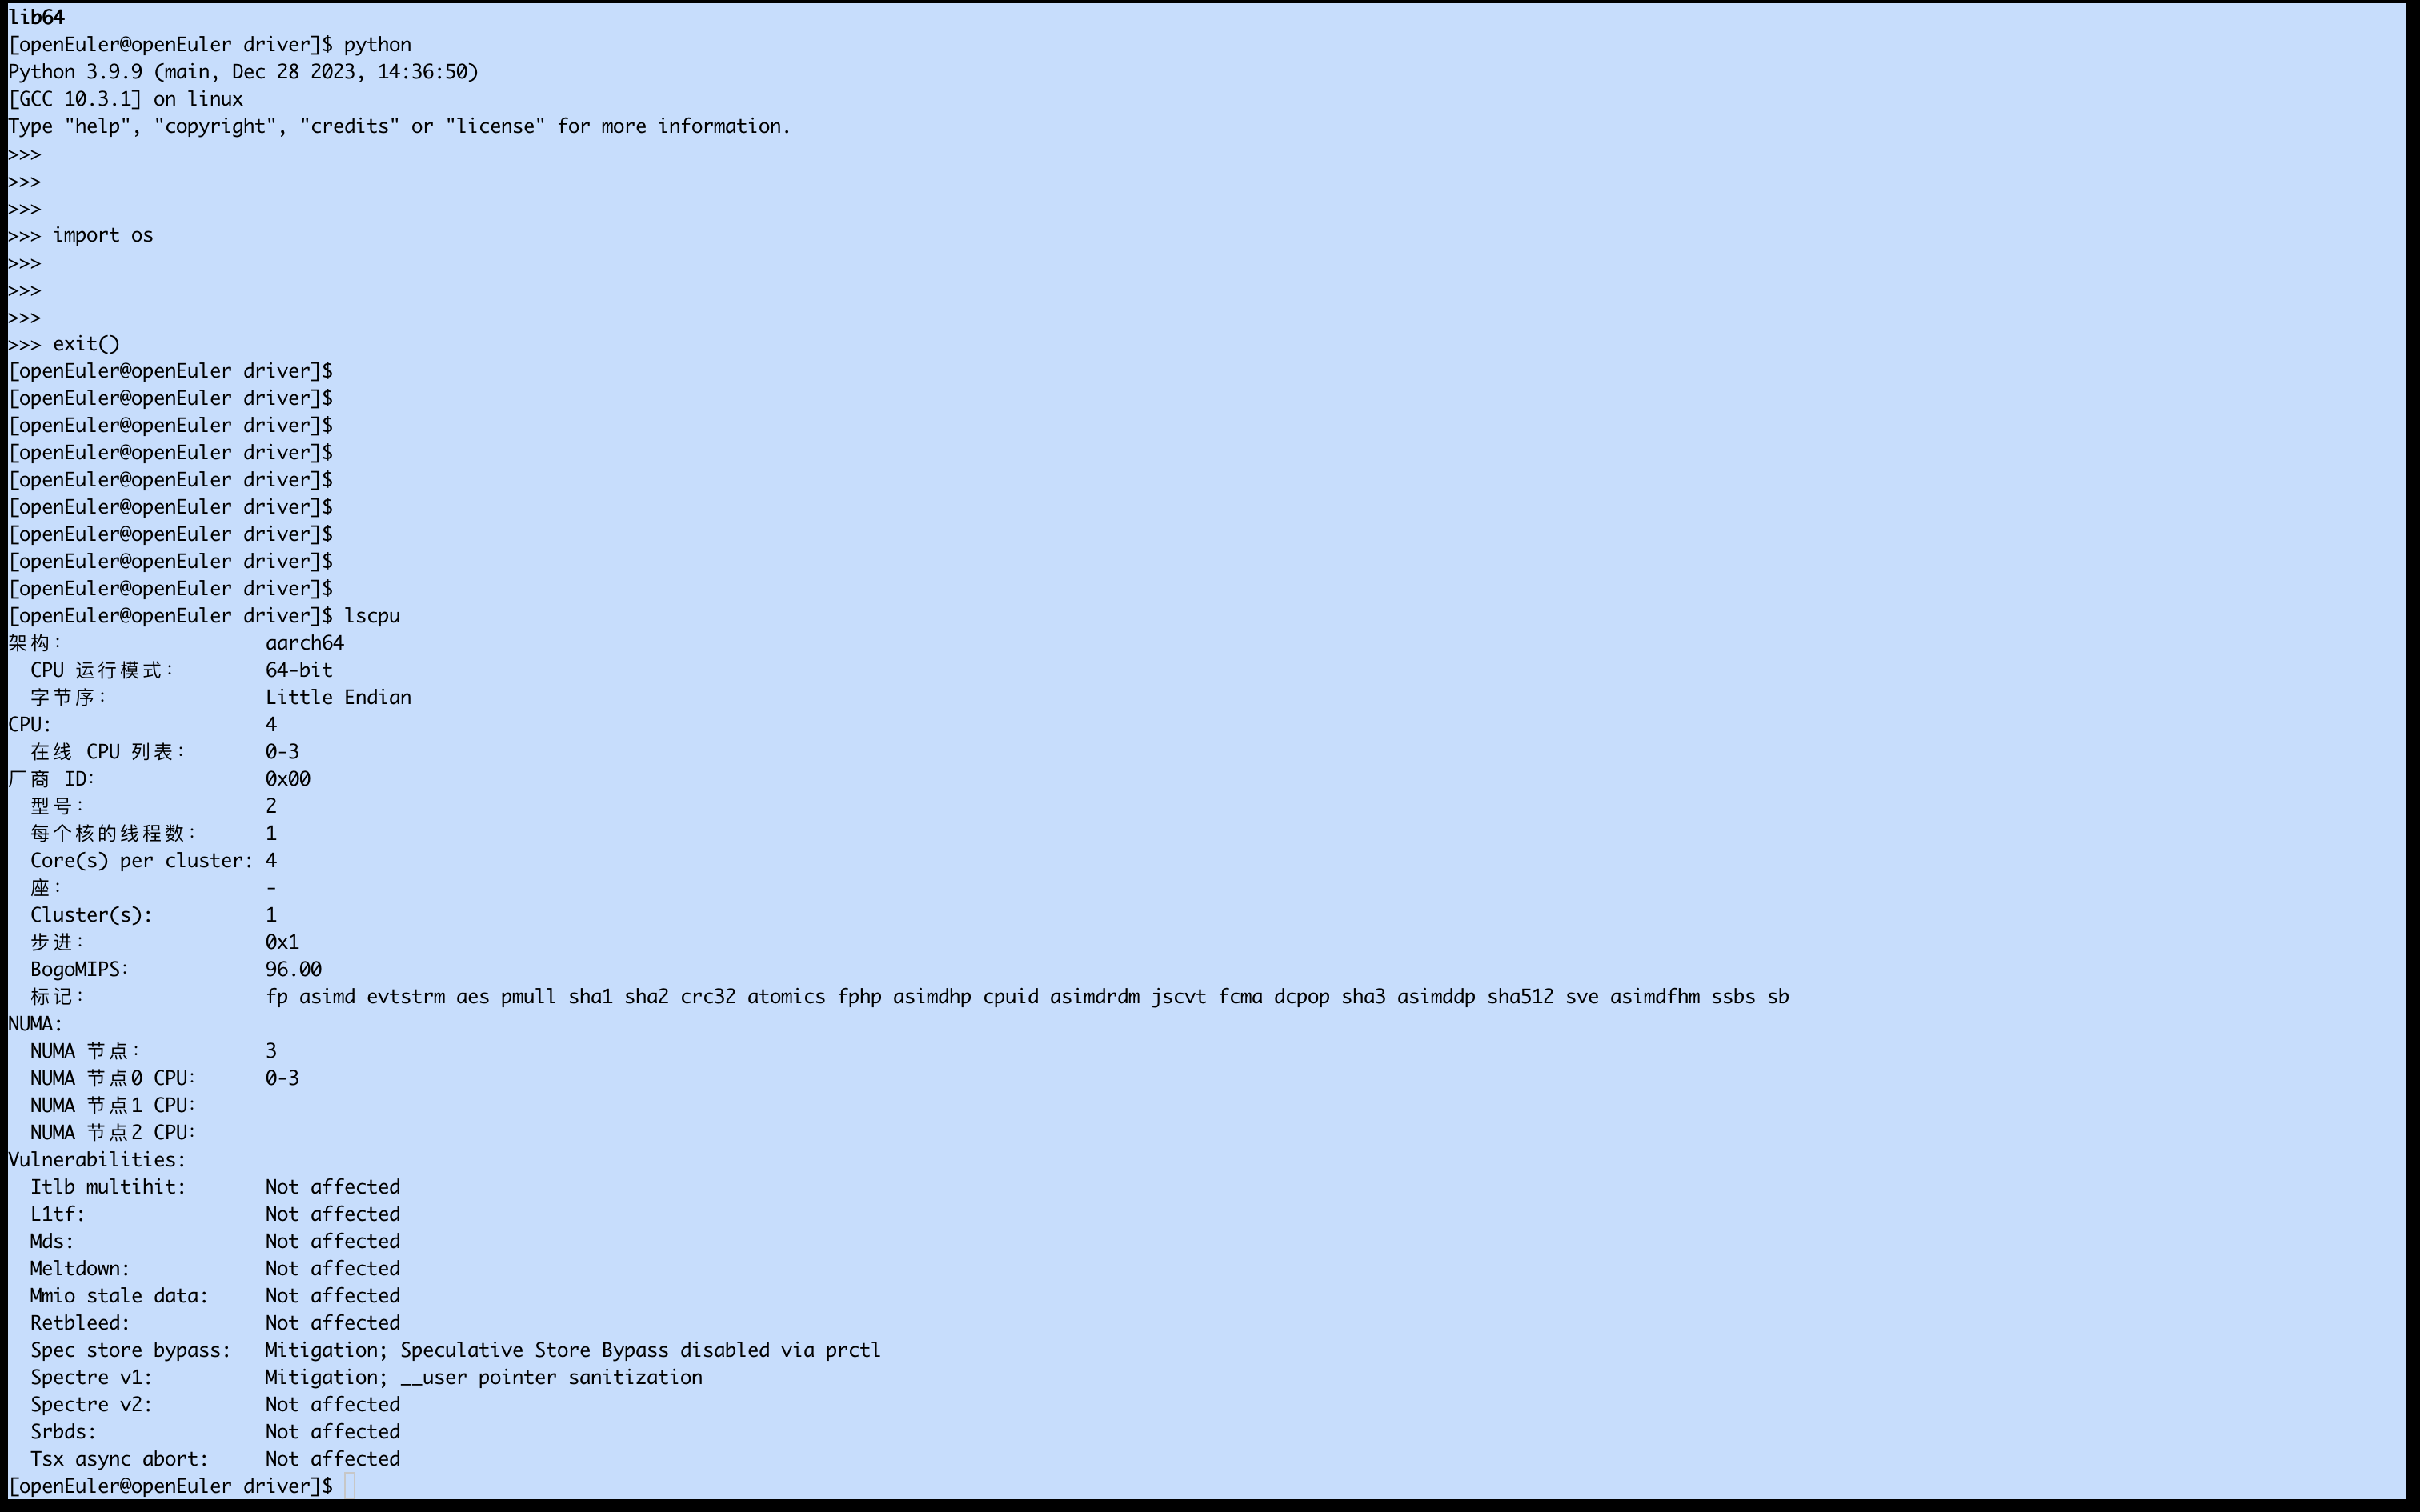 lib64
[openEuler@openEuler driver]$ python
Python 3.9.9 (main, Dec 28 2023, 14:36:50)
[GCC 10.3.1] on linux
Type "help", "copyright", "credits" or "license" for more information.
>>>
>>>
>>>
>>> import os
>>>
>>>
>>>
>>> exit()
[openEuler@openEuler driver]$
[openEuler@openEuler driver]$
[openEuler@openEuler driver]$
[openEuler@openEuler driver]$
[openEuler@openEuler driver]$
[openEuler@openEuler driver]$
[openEuler@openEuler driver]$
[openEuler@openEuler driver]$
[openEuler@openEuler driver]$
[openEuler@openEuler driver]$ lscpu
架构: aarch64
CPU 运行模式: 64-bit
字节序: Little Endian
CPU: 4
在线 CPU 列表: 0-3
厂商 ID: 0x00
型号: 2
每个核的线程数: 1
Core(s) per cluster: 4
座: -
Cluster(s): 1
步进: 0x1
BogoMIPS: 96.00
标记: fp asimd evtstrm aes pmull sha1 sha2 crc32 atomics fphp asimdhp cpuid asimdrdm jscvt fcma dcpop sha3 asimddp sha512 sve asimdfhm ssbs sb
NUMA:
NUMA 节点: 3
NUMA 节点0 CPU: 0-3
NUMA 节点1 CPU:
NUMA 节点2 CPU:
Vulnerabilities:
Itlb multihit: Not affected
L1tf: Not affected
Mds: Not affected
Meltdown: Not affected
Mmio stale data: Not affected
Retbleed: Not affected
Spec store bypass: Mitigation; Speculative Store Bypass disabled via prctl
Spectre v1: Mitigation; __user pointer sanitization
Spectre v2: Not affected
Srbds: Not affected
Tsx async abort: Not affected
[openEuler@openEuler driver]$